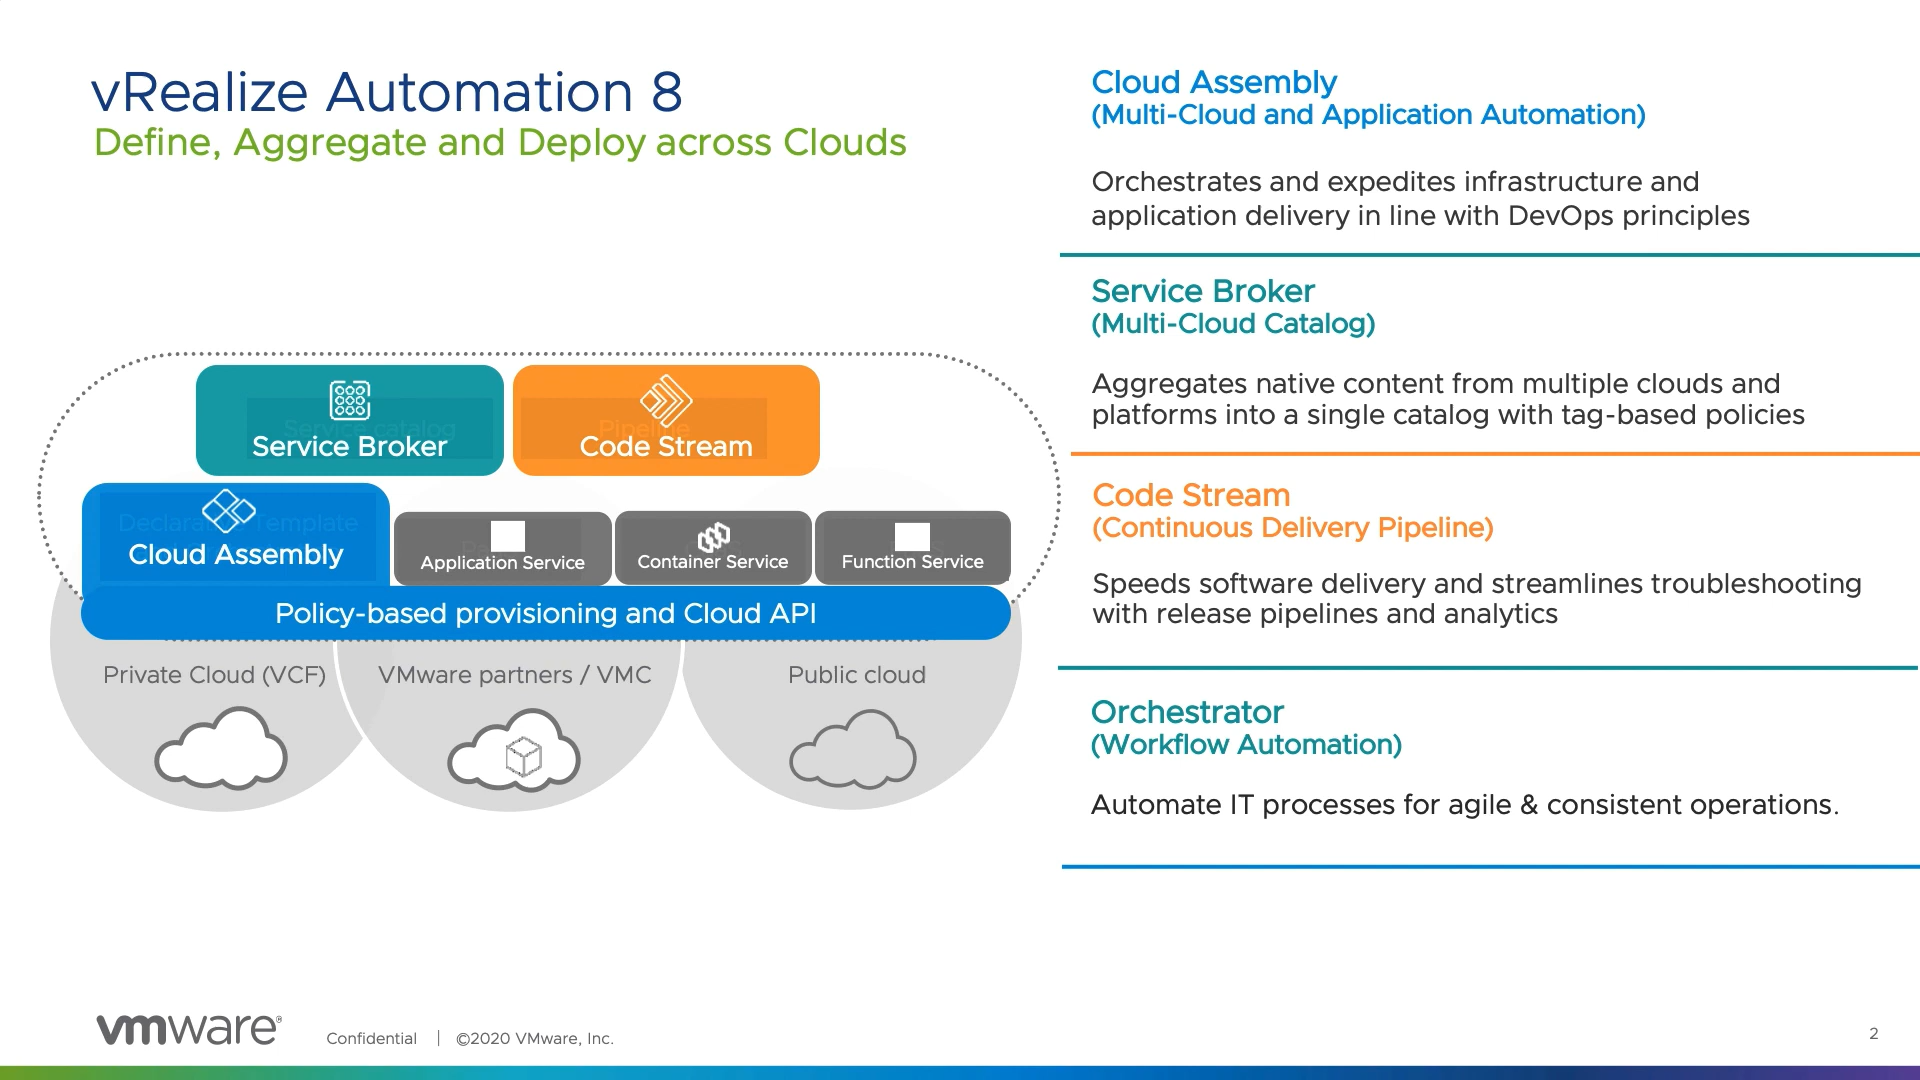 vRealize Automation 8
Define, Aggregate and Deploy across Clouds
Service Broker
Code Stream
Cloud Assembly
Application Service
Container Service
Function Service
Policy-based provisioning and Cloud API
Private Cloud (VCF)
VMware partners / VMC
Public cloud
Cloud Assembly
(Multi-Cloud and Application Automation)
Orchestrates and expedites infrastructure and
application delivery in line with DevOps principles
Service Broker
(Multi-Cloud Catalog)
Aggregates native content from multiple clouds and
platforms into a single catalog with tag-based policies
Code Stream
(Continuous Delivery Pipeline)
Speeds software delivery and streamlines troubleshooting
with release pipelines and analytics
Orchestrator
(Workflow Automation)
Automate IT processes for agile & consistent operations.
vmware®
Confidential | ©2020 VMware, Inc.
2